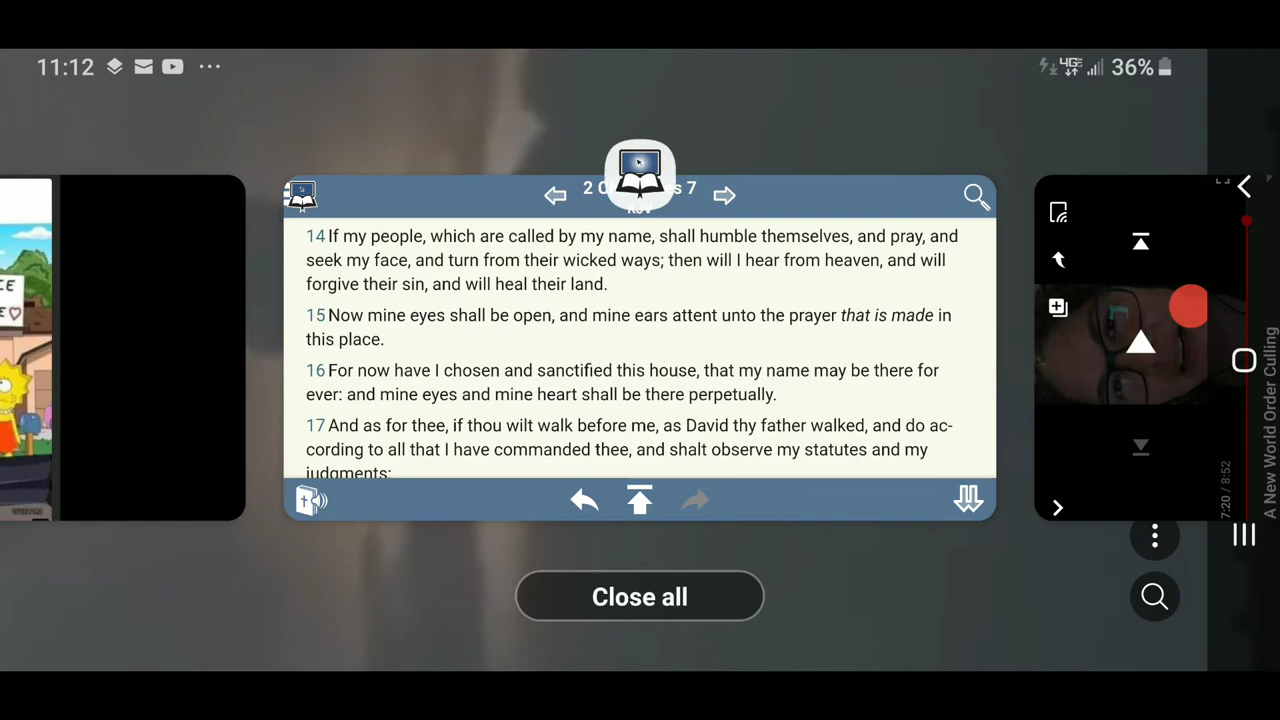 11:12
36%
4G
2 C s 7
14 If my people, which are called by my name, shall humble themselves, and pray, and
seek my face, and turn from their wicked ways; then will I hear from heaven, and will
forgive their sin, and will heal their land.
15 Now mine eyes shall be open, and mine ears attent unto the prayer that is made in
this place.
16 For now have I chosen and sanctified this house, that my name may be there for
ever: and mine eyes and mine heart shall be there perpetually.
17 And as for thee, if thou wilt walk before me, as David thy father walked, and do ac-
cording to all that I have commanded thee, and shalt observe my statutes and my
judgments:
Close all
7:20 / 8:52
A New World Order Culling
CE
E♡